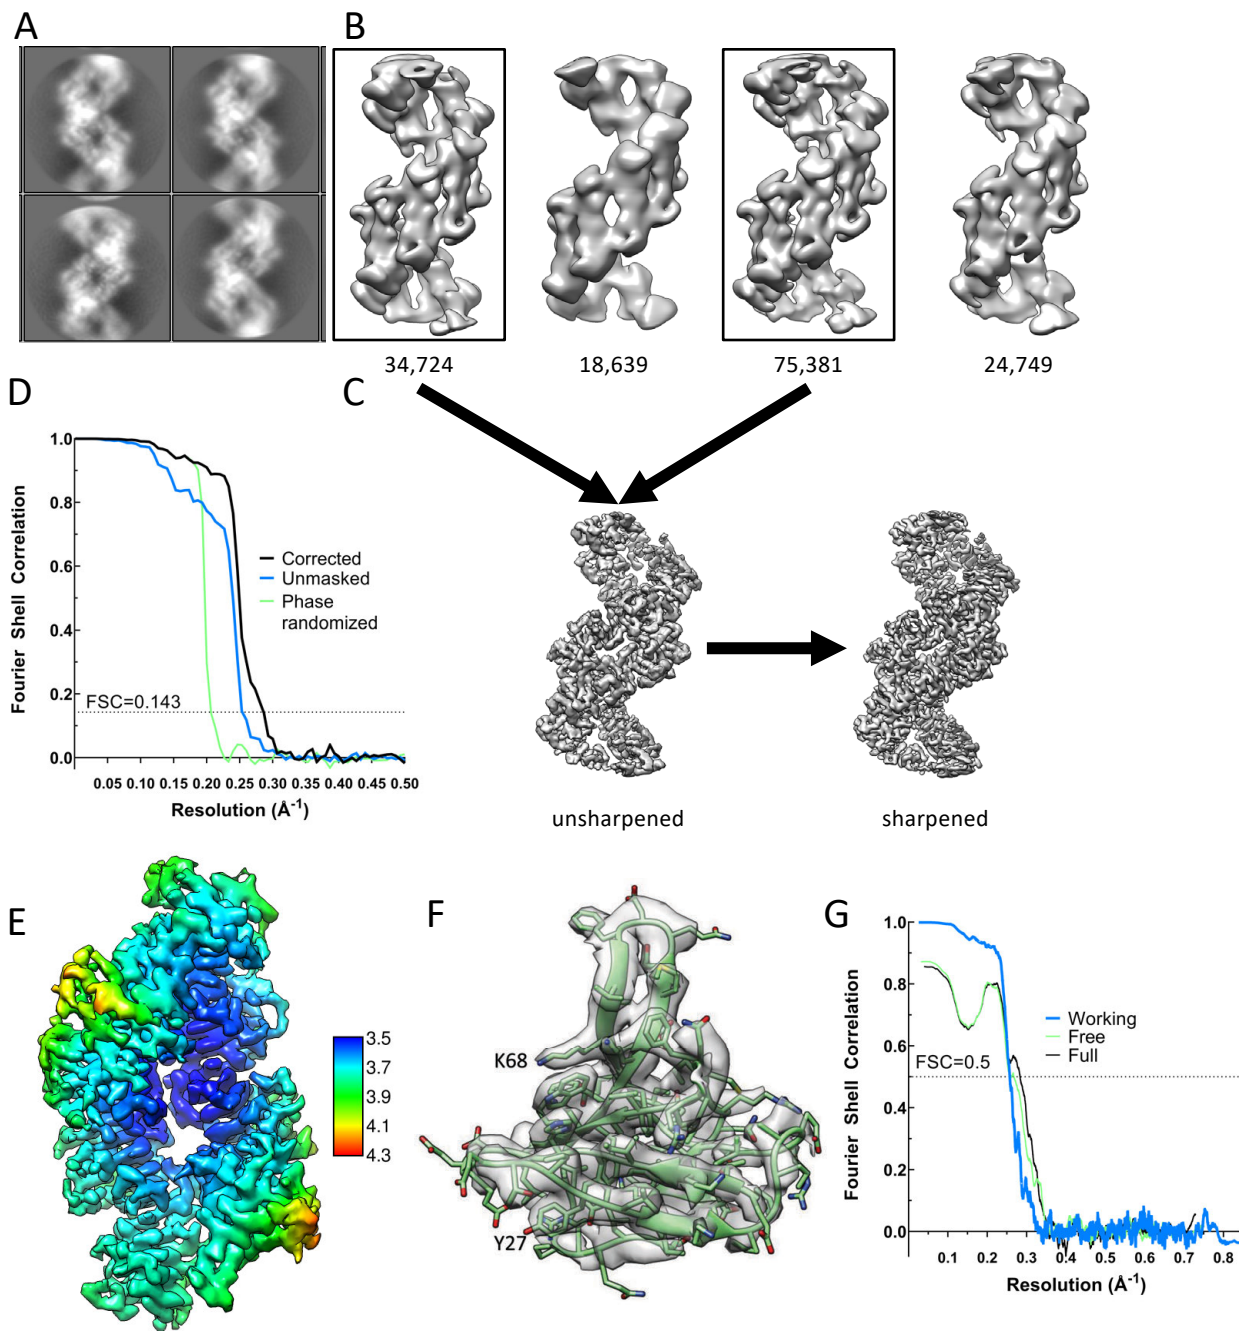 A
B
34,724
18,639
75,381
24,749
D
C
1.0
0.8
0.6
0.4
0.2
0.0
Fourier Shell Correlation
Corrected
Unmasked
Phase
randomized
FSC=0.143
0.05 0.10 0.15 0.20 0.25 0.30 0.35 0.40 0.45 0.50
Resolution (Å-1)
unsharpened
sharpened
E
3.5
3.7
3.9
4.1
4.3
F
K68
Y27
G
1.0
0.8
0.6
0.4
0.2
0.0
Fourier Shell Correlation
Working
Free
Full
FSC=0.5
0.1 0.2 0.3 0.4 0.5 0.6 0.7 0.8
Resolution (Å-1)